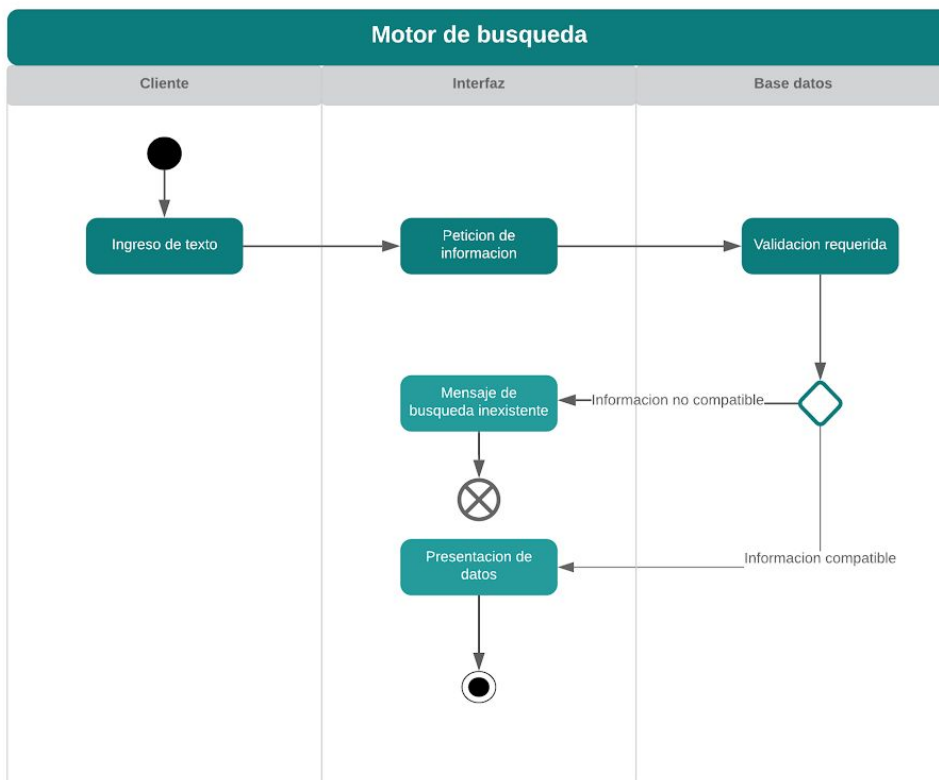 Motor de busqueda
Cliente
Interfaz
Base datos
Ingreso de texto
Peticion de
informacion
Validacion requerida
Mensaje de
busqueda inexistente
Informacion no compatible
Presentacion de
datos
Informacion compatible